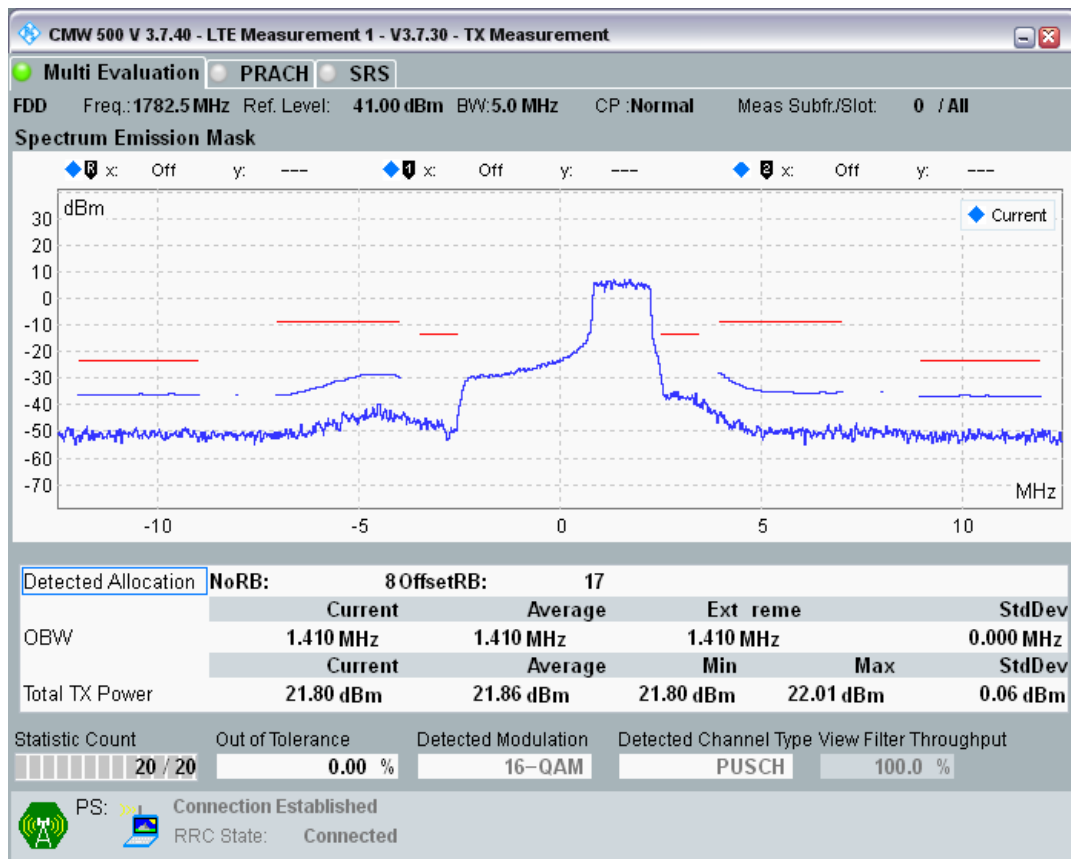 CMW 500 V 3.7.40 - LTE Measurement 1 - V3.7.30 - TX Measurement
Multi Evaluation PRACH SRS
FDD Freq.:1782.5 MHz Ref. Level: 41.00 dBm BW:5.0 MHz CP :Normal Meas Subfr./Slot: 0 / All
Spectrum Emission Mask
R x: Off y: --- 1 x: Off y: --- 2 x: Off y: ---
dBm
Current
30
20
10
0
-10
-20
-30
-40
-50
-60
-70
MHz
-10 -5 0 5 10
Detected Allocation NoRB: 8 OffsetRB: 17
Current Average Ext reme StdDev
OBW 1.410 MHz 1.410 MHz 1.410 MHz 0.000 MHz
Current Average Min Max StdDev
Total TX Power 21.80 dBm 21.86 dBm 21.80 dBm 22.01 dBm 0.06 dBm
Statistic Count Out of Tolerance Detected Modulation Detected Channel Type View Filter Throughput
20 / 20 0.00 % 16-QAM PUSCH 100.0 %
PS: Connection Established
RRC State: Connected